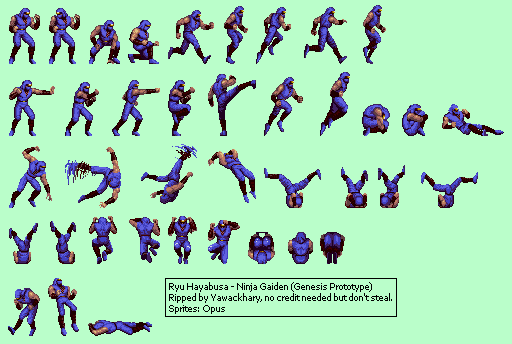 Ryu Hayabusa - Ninja Gaiden (Genesis Prototype)
Ripped by Yawackhary, no credit needed but don't steal.
Sprites: Opus